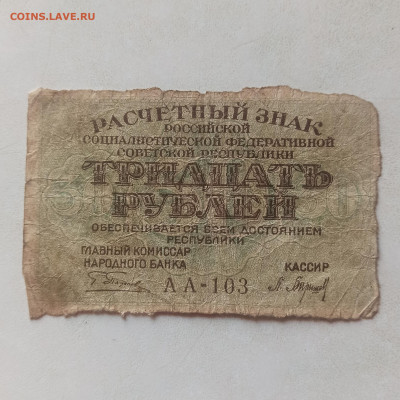 COINS.LAVE.RU
РАСЧЕТНЫЙ ЗНАК
РОССИЙСКОЙ
СОЦИАЛИСТИЧЕСКОЙ ФЕДЕРАТИВНОЙ
СОВЕТСКОЙ РЕСПУБЛИКИ
ТРИДЦАТЬ
РУБЛЕЙ
ОБЕСПЕЧИВАЕТСЯ ВСЕМ ДОСТОЯНИЕМ
РЕСПУБЛИКИ
ГЛАВНЫЙ КОМИССАР
НАРОДНОГО БАНКА
КАССИР
АА-103